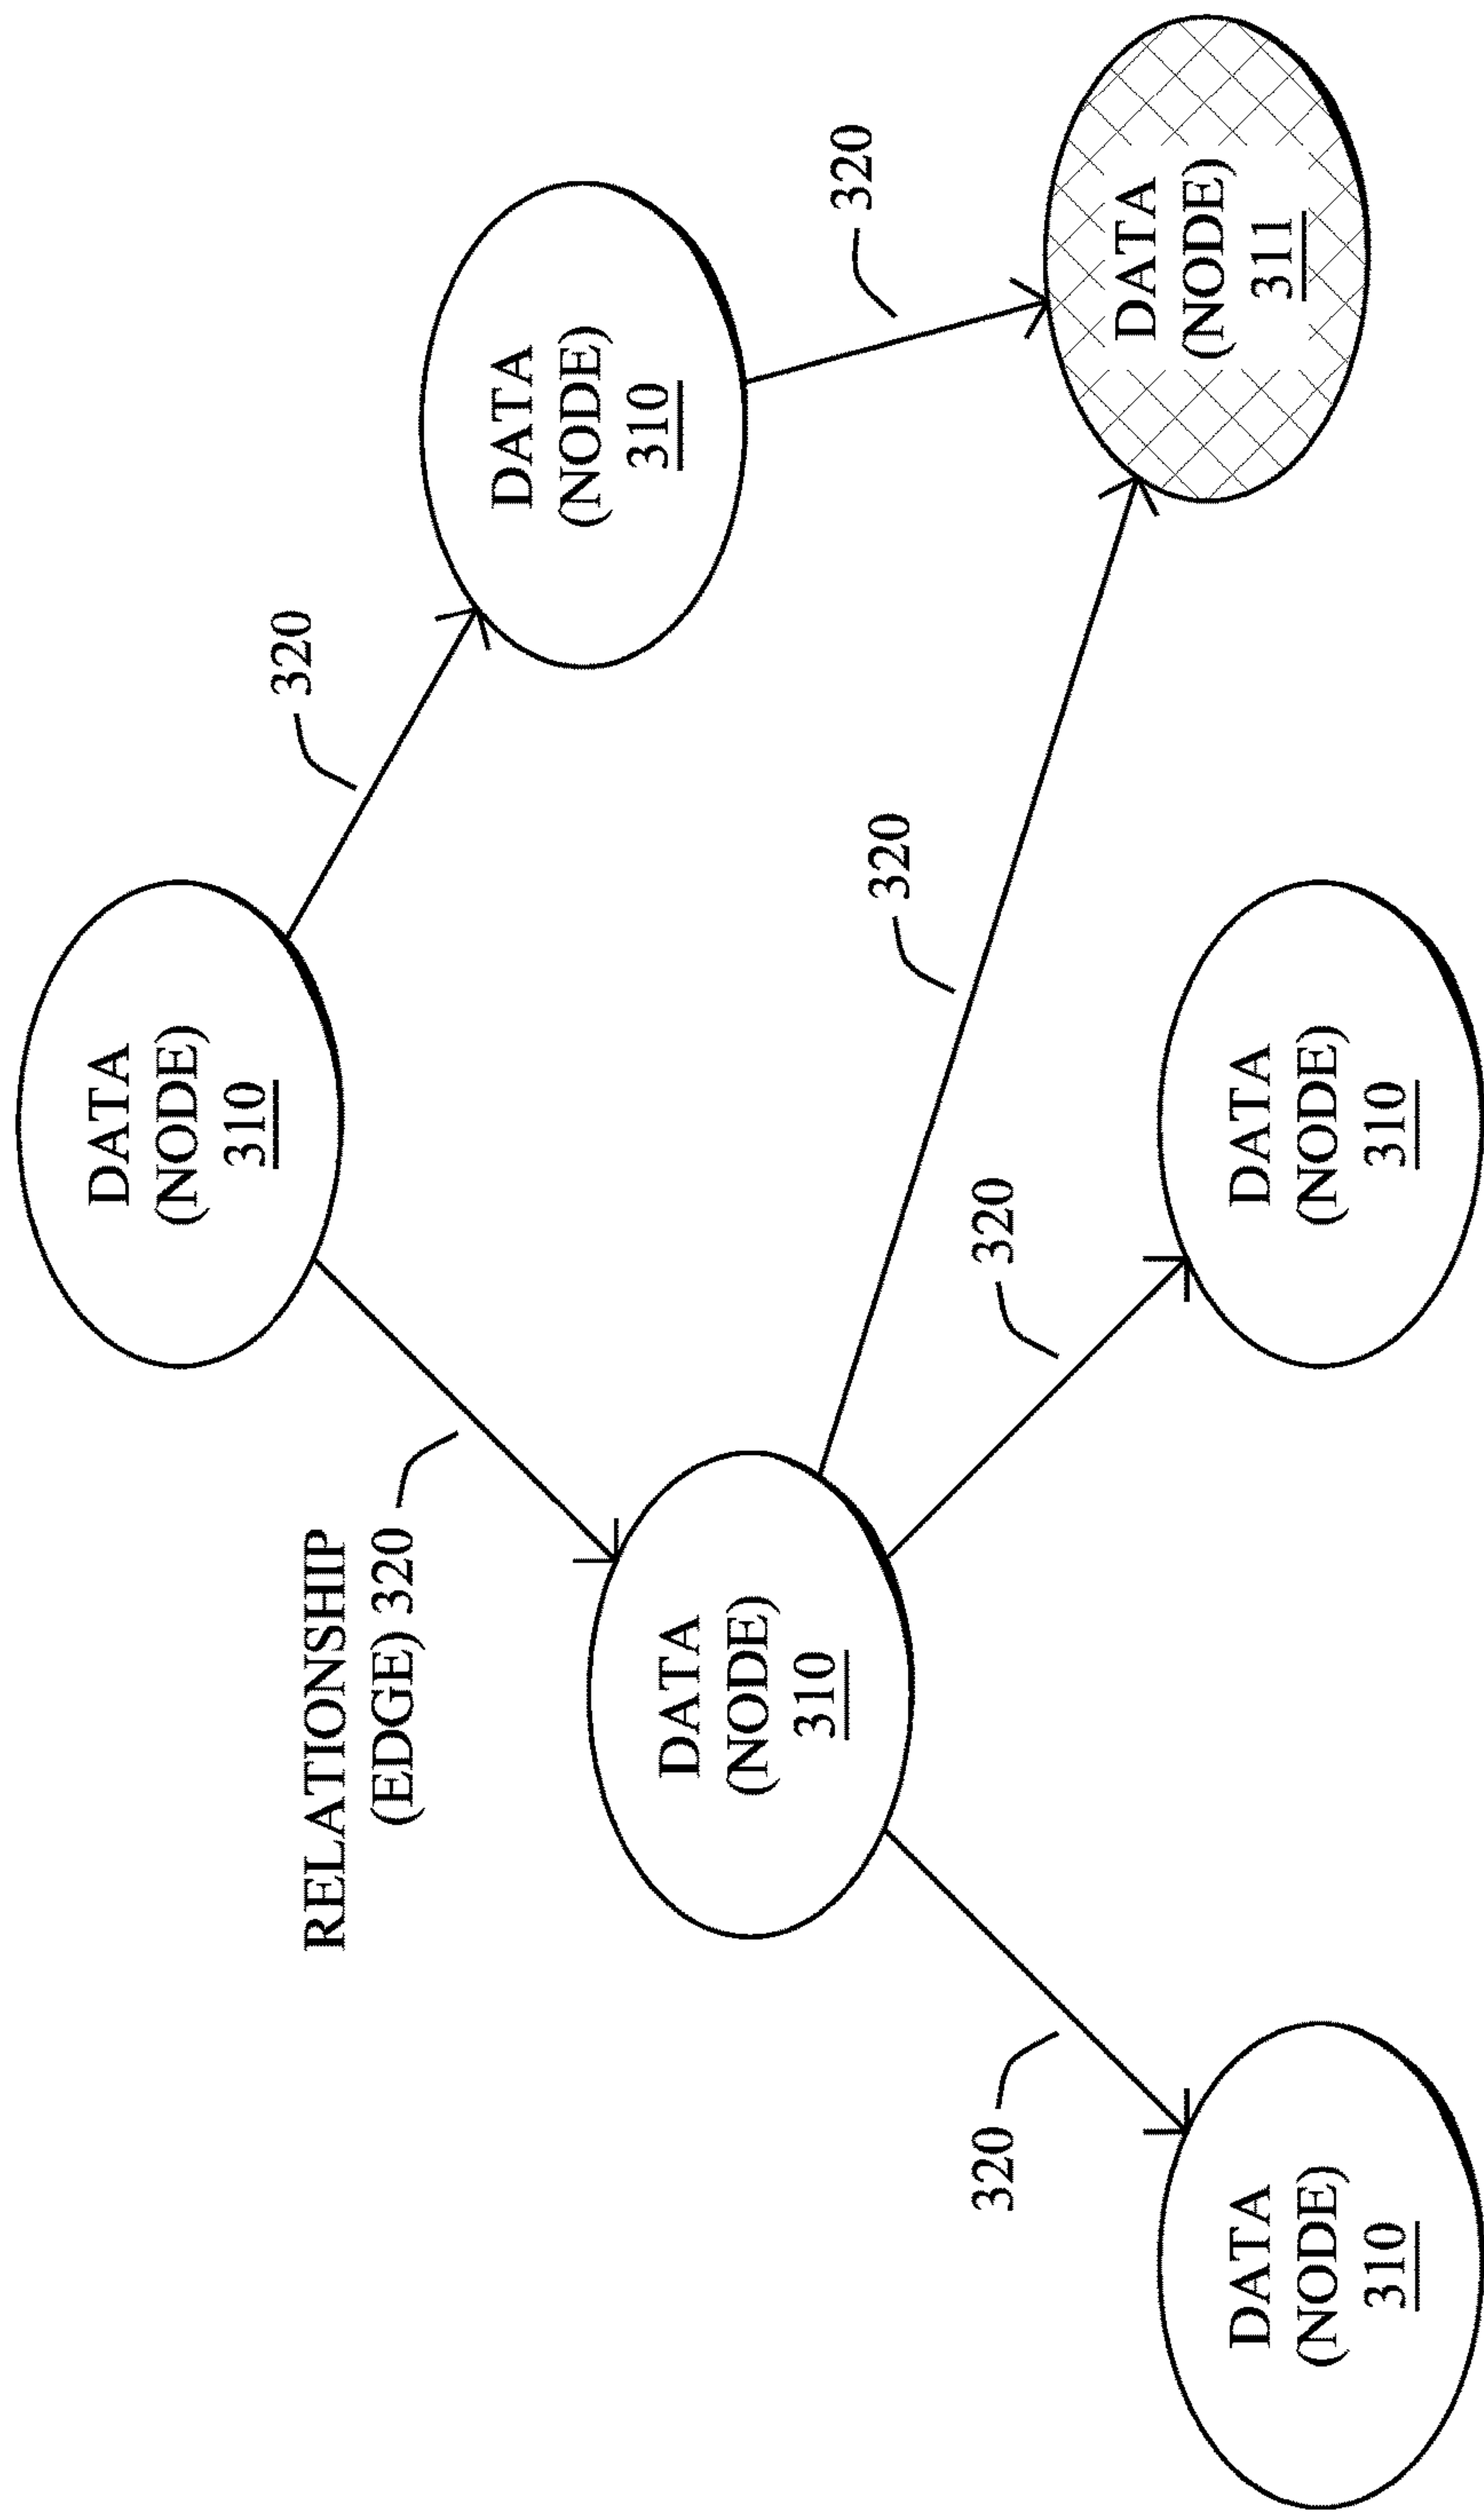 DATA
(NODE)
310
320
RELATIONSHIP
(EDGE) 320
DATA
(NODE)
310
DATA
(NODE)
310
320
320
320
320
DATA
(NODE)
311
DATA
(NODE)
310
DATA
(NODE)
310